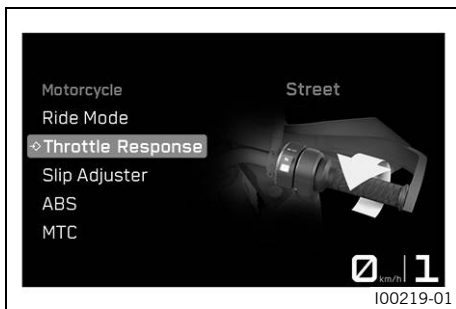 Motorcycle
Street
Ride Mode
Throttle Response
Slip Adjuster
ABS
MTC
0 km/h 1
I00219-01